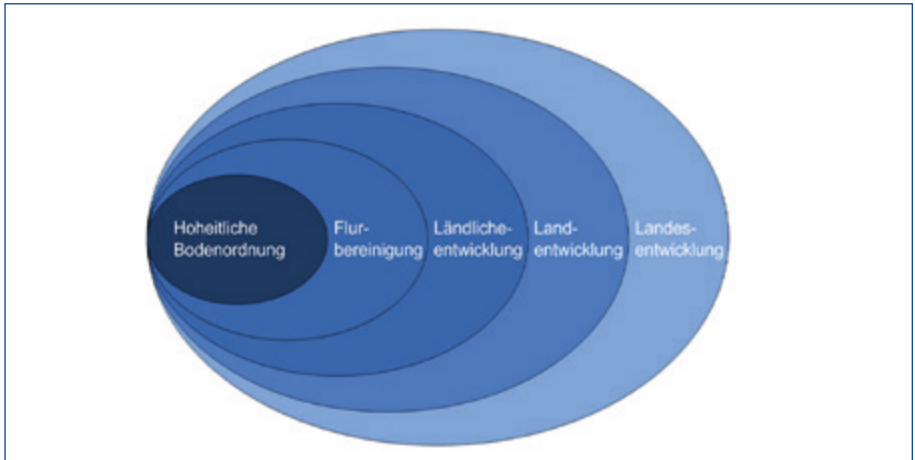 Hoheitliche
Bodenordnung
Flur-
bereinigung
Ländliche-
entwicklung
Land-
entwicklung
Landes-
entwicklung